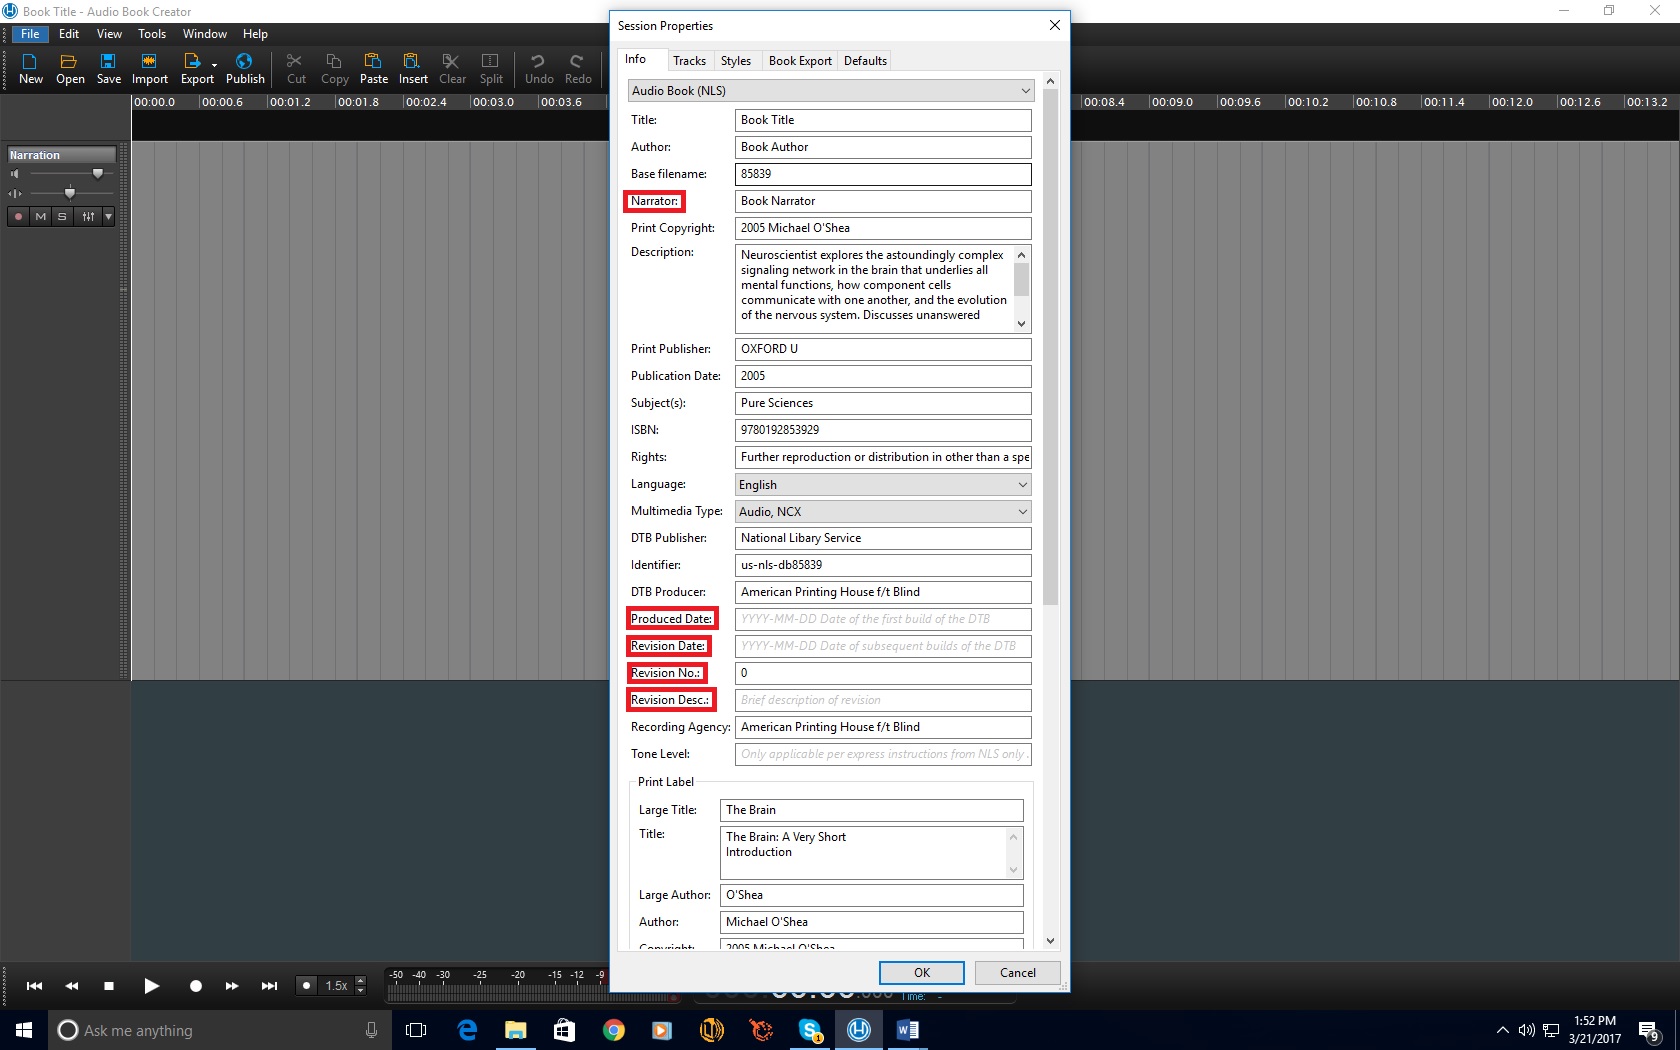 Book Title - Audio Book Creator
File Edit View Tools Window Help
New Open Save Import Export Publish Cut Copy Paste Insert Clear Split Undo Redo
00:00.0 00:00.6 00:01.2 00:01.8 00:02.4 00:03.0 00:03.6 00:08.4 00:09.0 00:09.6 00:10.2 00:10.8 00:11.4 00:12.0 00:12.6 00:13.2
Narration
M S
Session Properties
Info Tracks Styles Book Export Defaults
Audio Book (NLS)
Title: Book Title
Author: Book Author
Base filename: 85839
Narrator: Book Narrator
Print Copyright: 2005 Michael O'Shea
Description: Neuroscientist explores the astoundingly complex
signaling network in the brain that underlies all
mental functions, how component cells
communicate with one another, and the evolution
of the nervous system. Discusses unanswered
Print Publisher: OXFORD U
Publication Date: 2005
Subject(s): Pure Sciences
ISBN: 9780192853929
Rights: Further reproduction or distribution in other than a spe
Language: English
Multimedia Type: Audio, NCX
DTB Publisher: National Libary Service
Identifier: us-nls-db85839
DTB Producer: American Printing House f/t Blind
Produced Date: YYYY-MM-DD Date of the first build of the DTB
Revision Date: YYYY-MM-DD Date of subsequent builds of the DTB
Revision No.: 0
Revision Desc.: Brief description of revision
Recording Agency: American Printing House f/t Blind
Tone Level: Only applicable per express instructions from NLS only
Print Label
Large Title: The Brain
Title: The Brain: A Very Short
Introduction
Large Author: O'Shea
Author: Michael O'Shea
Copyright: 2005 Michael O'Shea
OK Cancel
1.5x
-50 -40 -30 -25 -20 -15 -12 -9
Time: -
Ask me anything
1
1:52 PM
3/21/2017
9